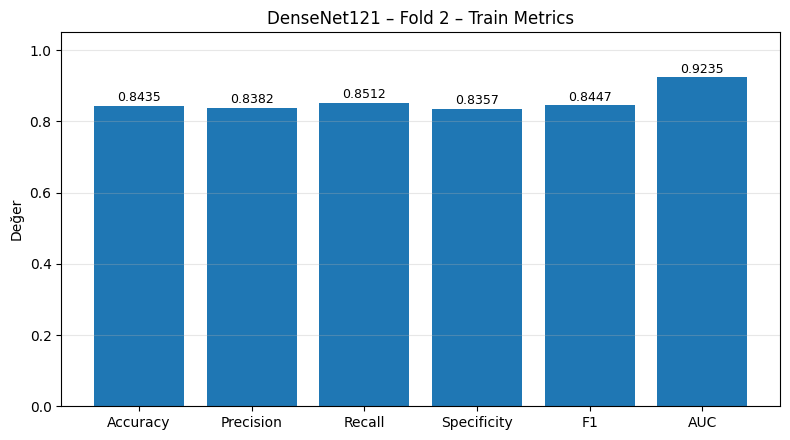 DenseNet121 – Fold 2 – Train Metrics
Değer
1.0
0.8
0.6
0.4
0.2
0.0
0.8435
0.8382
0.8512
0.8357
0.8447
0.9235
Accuracy
Precision
Recall
Specificity
F1
AUC